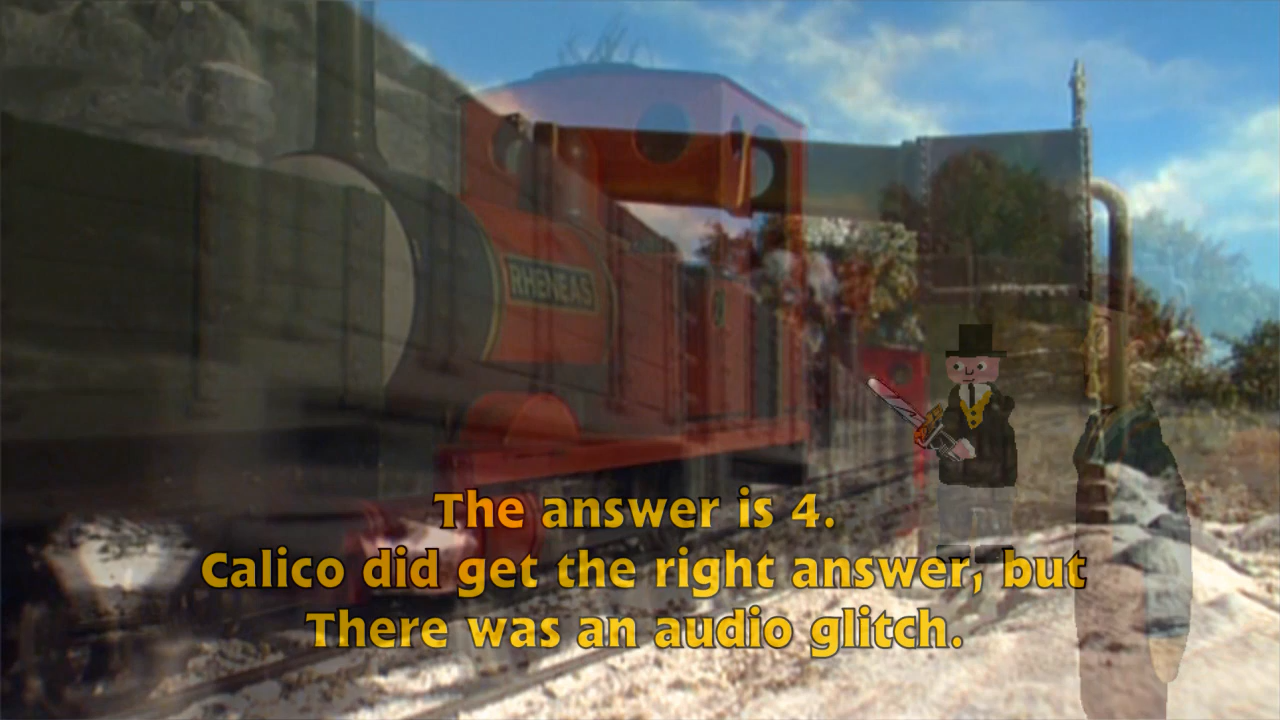 RHENEAS
The answer is 4.
Calico did get the right answer, but
There was an audio glitch.